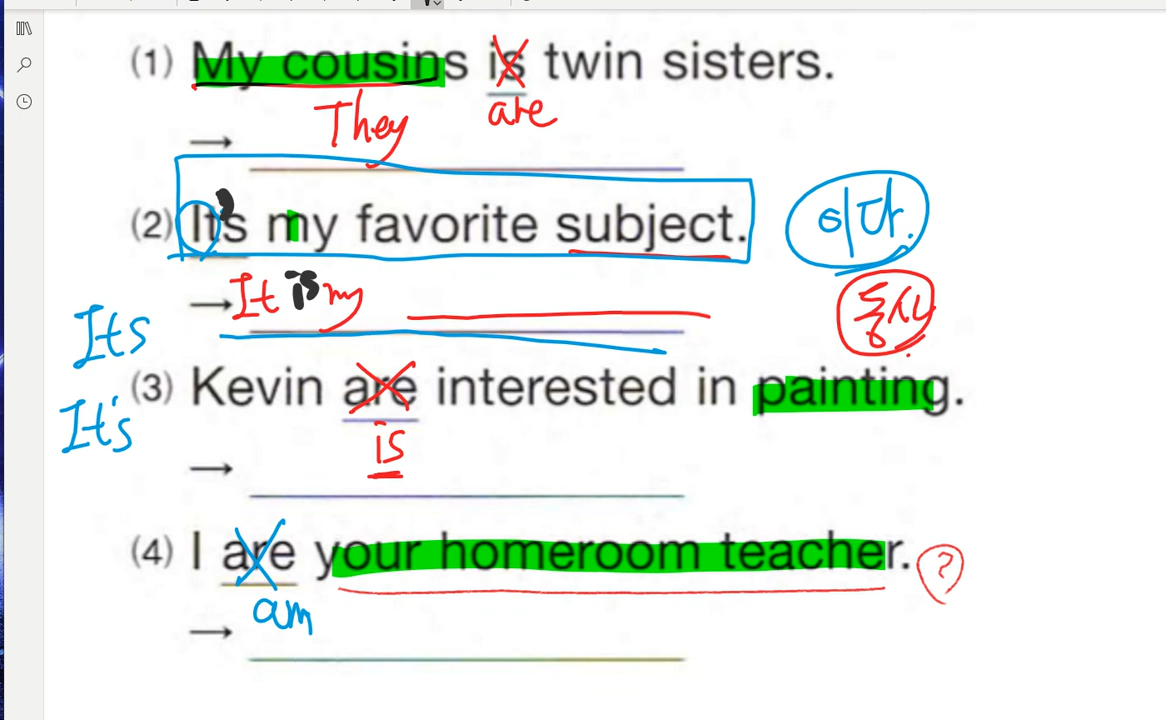 (1) My cousins is twin sisters.
They are
→
(2) It's my favorite subject. 이다.
→ It is my
동사
Its
(3) Kevin are interested in painting.
It's
is
→
(4) I are your homeroom teacher. ?
am
→